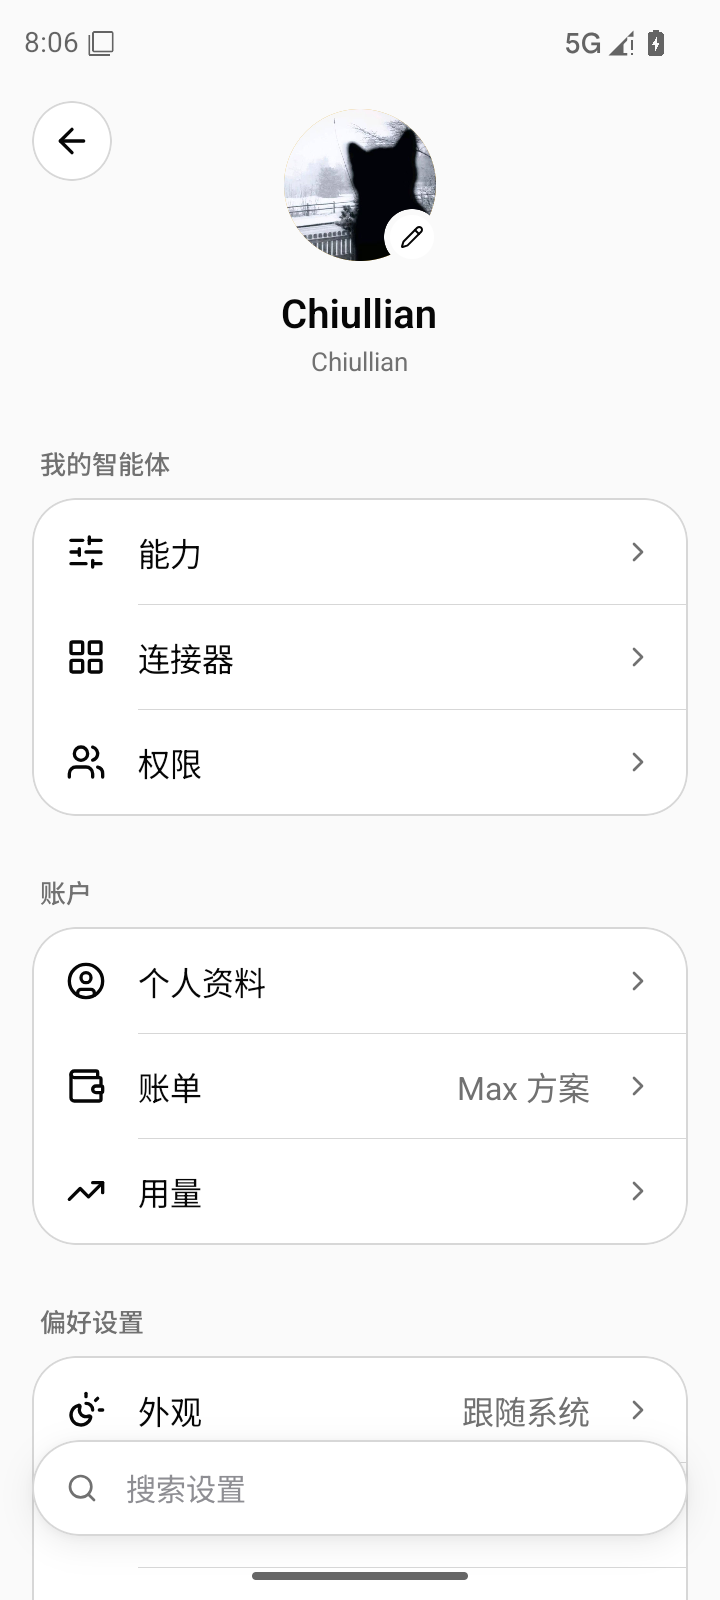 8:06
5G
Chiullian
Chiullian
我的智能体
能力
连接器
权限
账户
个人资料
账单 Max 方案
用量
偏好设置
外观 跟随系统
搜索设置